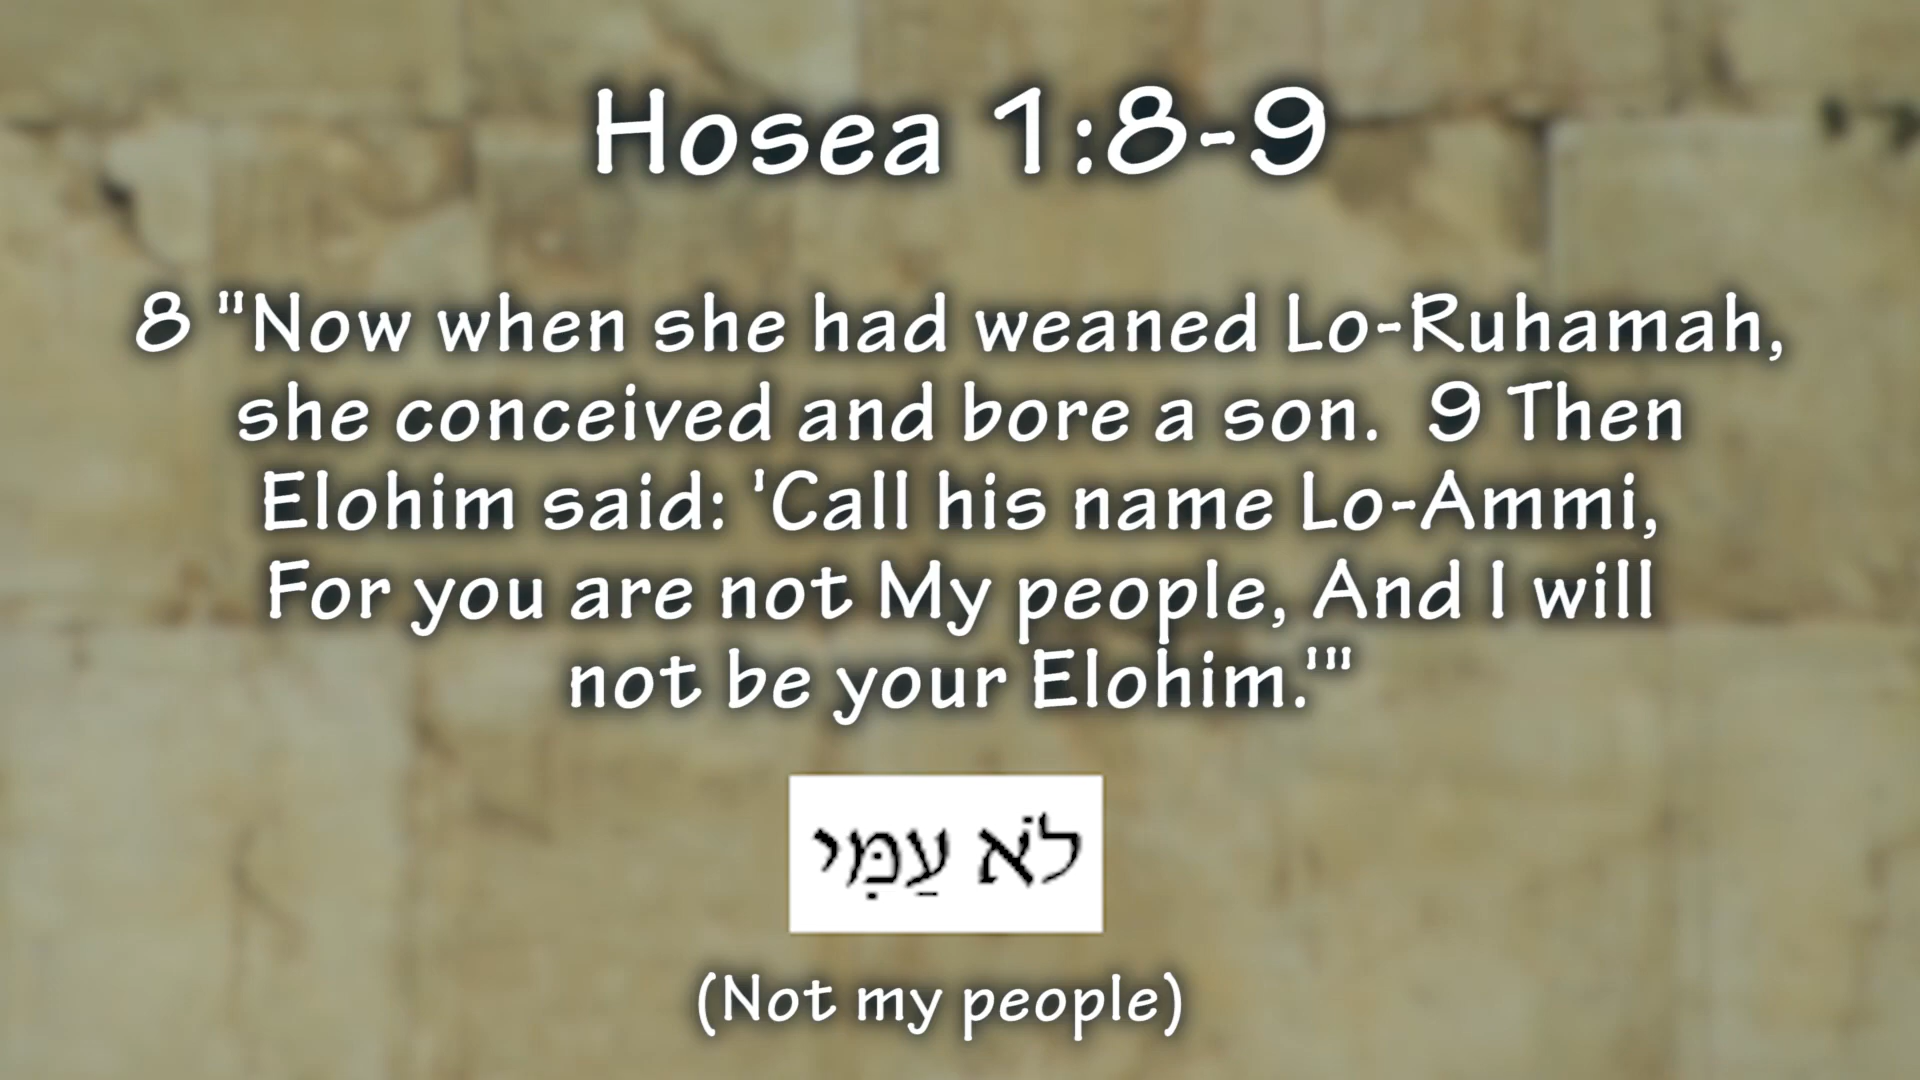 Hosea 1:8-9
8 "Now when she had weaned Lo-Ruhamah,
she conceived and bore a son.  9 Then
Elohim said: 'Call his name Lo-Ammi,
For you are not My people, And I will
not be your Elohim.'"
לֹא עַמִּי
(Not my people)